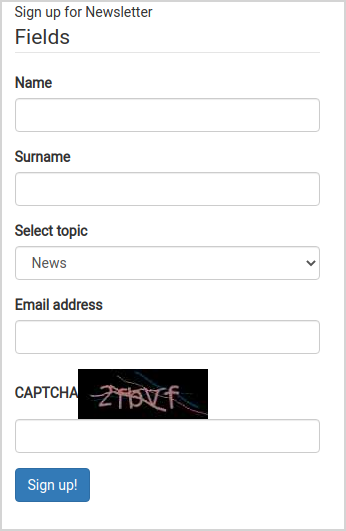 Sign up for Newsletter
Fields
Name
Surname
Select topic
News
Email address
CAPTCHA
Sign up!